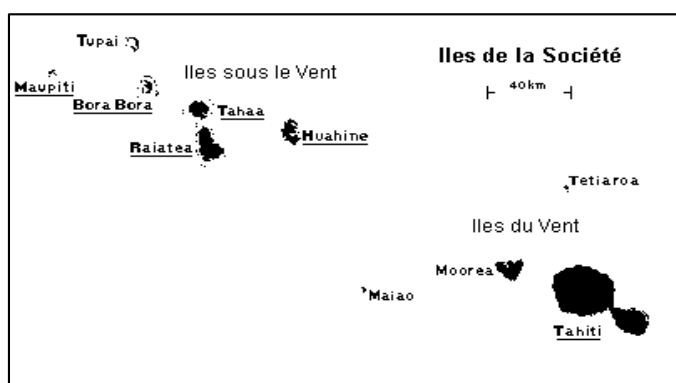 Tupai
Iles de la Société
Iles sous le Vent
Maupiti
40km
Bora Bora
Tahaa
Huahine
Raiatea
Tetiaroa
Iles du Vent
Moorea
Maiao
Tahiti